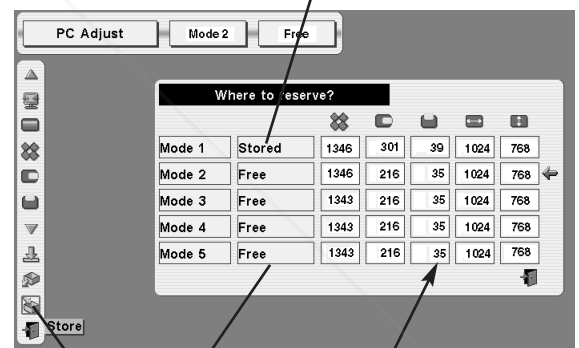 PC Adjust Mode 2 Free
Where to reserve?
Mode 1 Stored 1346 301 39 1024 768
Mode 2 Free 1346 216 35 1024 768
Mode 3 Free 1343 216 35 1024 768
Mode 4 Free 1343 216 35 1024 768
Mode 5 Free 1343 216 35 1024 768
Store